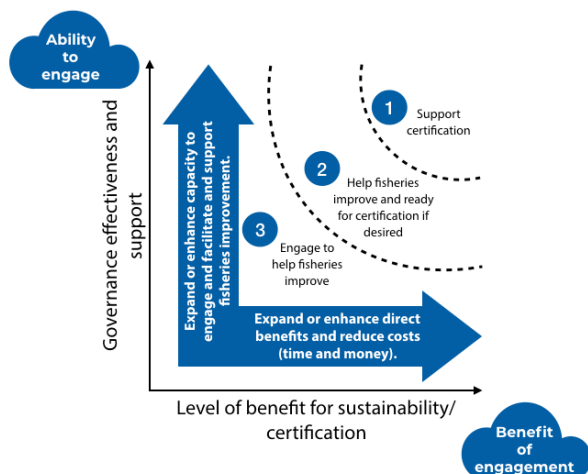 Ability
to
engage
Governance effectiveness and
support
Expand or enhance capacity to
engage and facilitate and support
fisheries improvement.
1
Support
certification
2
Help fisheries
improve and ready
for certification if
desired
3
Engage to
help fisheries
improve
Expand or enhance direct
benefits and reduce costs
(time and money).
Level of benefit for sustainability/
certification
Benefit
of
engagement